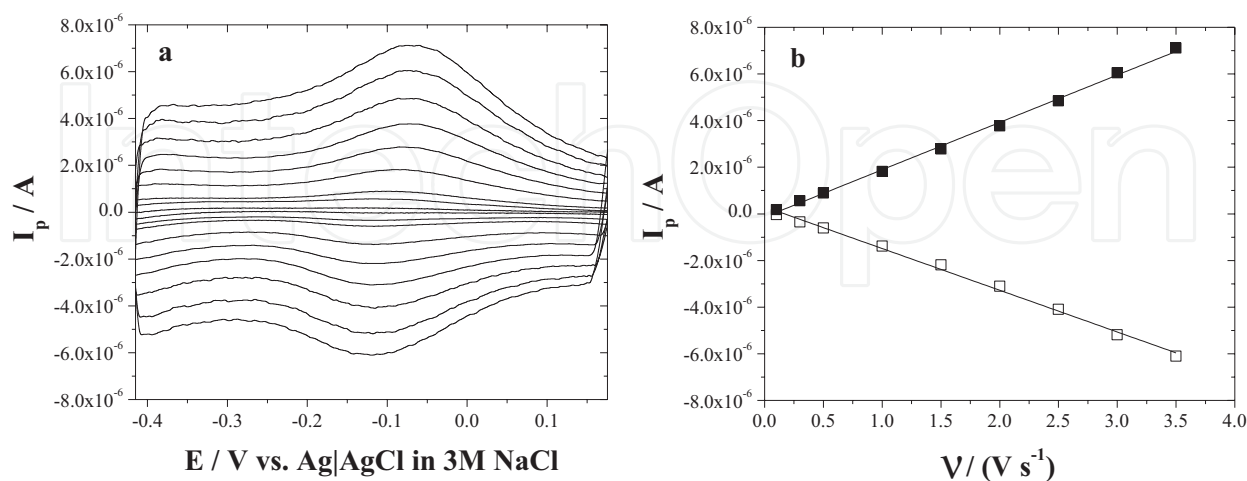 a
8.0x10-6
6.0x10-6
4.0x10-6
2.0x10-6
0.0
-2.0x10-6
-4.0x10-6
-6.0x10-6
-8.0x10-6
Ip / A
-0.4
-0.3
-0.2
-0.1
0.0
0.1
E / V vs. Ag|AgCl in 3M NaCl
b
8.0x10-6
6.0x10-6
4.0x10-6
2.0x10-6
0.0
-2.0x10-6
-4.0x10-6
-6.0x10-6
-8.0x10-6
Ip / A
0.0
0.5
1.0
1.5
2.0
2.5
3.0
3.5
4.0
ν / (V s-1)
IntechOpen